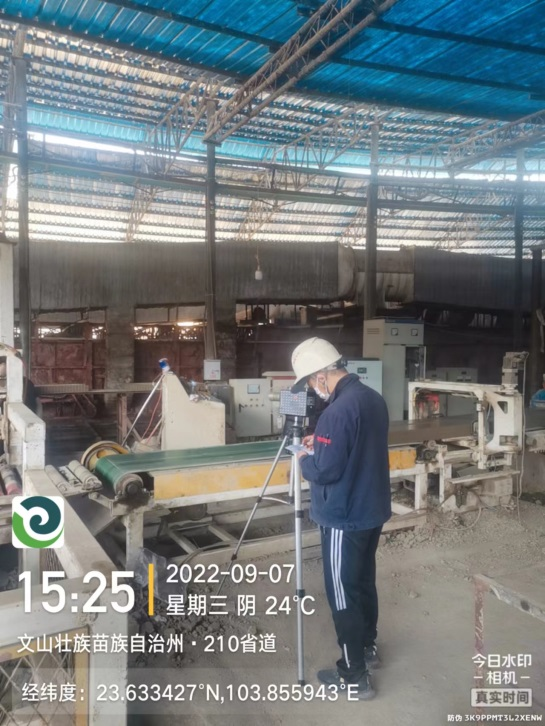 15:25
2022-09-07
星期三 阴 24℃
文山壮族苗族自治州·210省道
经纬度：23.633427°N,103.855943°E
今日水印
相机
真实时间
防伪 3K9PPMT3L2XENW